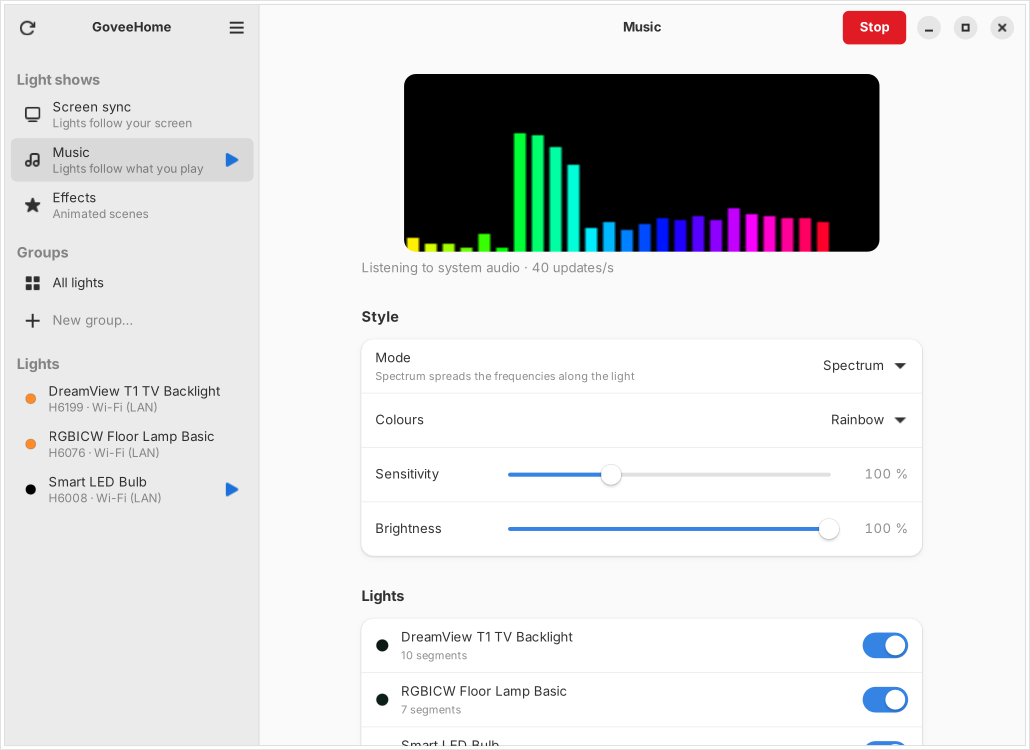 GoveeHome
Light shows
Screen sync
Lights follow your screen
Music
Lights follow what you play
Effects
Animated scenes
Groups
All lights
New group...
Lights
DreamView T1 TV Backlight
H6199 · Wi-Fi (LAN)
RGBICW Floor Lamp Basic
H6076 · Wi-Fi (LAN)
Smart LED Bulb
H6008 · Wi-Fi (LAN)
Music
Stop
Listening to system audio · 40 updates/s
Style
Mode
Spectrum spreads the frequencies along the light
Spectrum
Colours
Rainbow
Sensitivity
100 %
Brightness
100 %
Lights
DreamView T1 TV Backlight
10 segments
RGBICW Floor Lamp Basic
7 segments
Smart LED Bulb